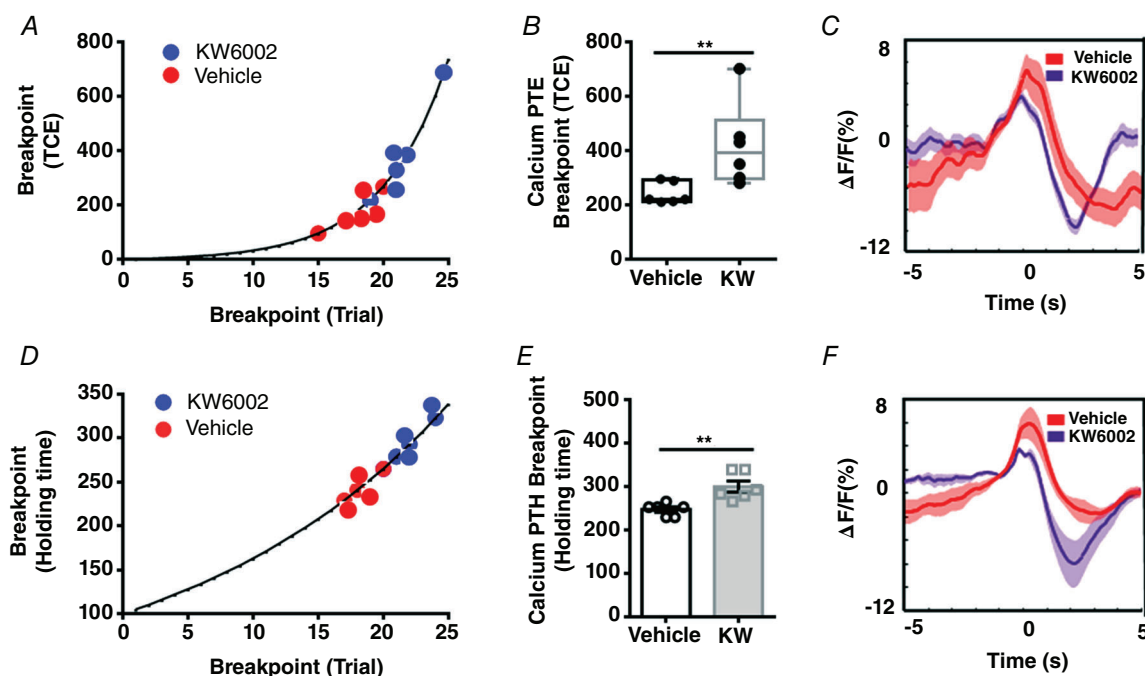 A
KW6002
Vehicle
Breakpoint
(TCE)
800
600
400
200
0
0 5 10 15 20 25
Breakpoint (Trial)
B
**
Calcium PTE
Breakpoint (TCE)
800
600
400
200
0
Vehicle KW
C
Vehicle
KW6002
ΔF/F(%)
8
0
-12
-5 0 5
Time (s)
D
KW6002
Vehicle
Breakpoint
(Holding time)
350
300
250
200
150
100
0 5 10 15 20 25
Breakpoint (Trial)
E
**
Calcium PTH Breakpoint
(Holding time)
500
400
300
200
100
0
Vehicle KW
F
Vehicle
KW6002
ΔF/F(%)
8
0
-12
-5 0 5
Time (s)